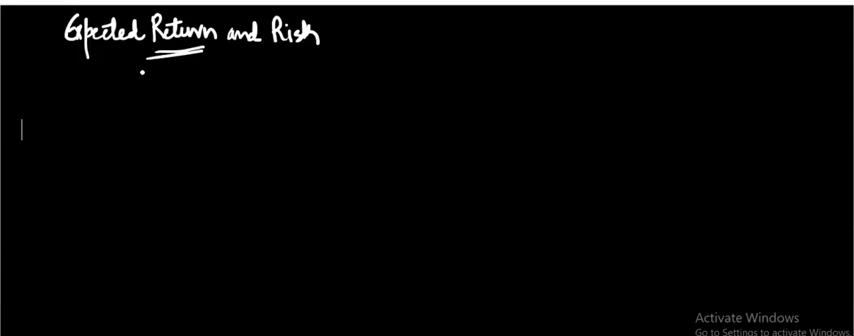 Expected Return and Risk
Activate Windows
Go to Settings to activate Windows.